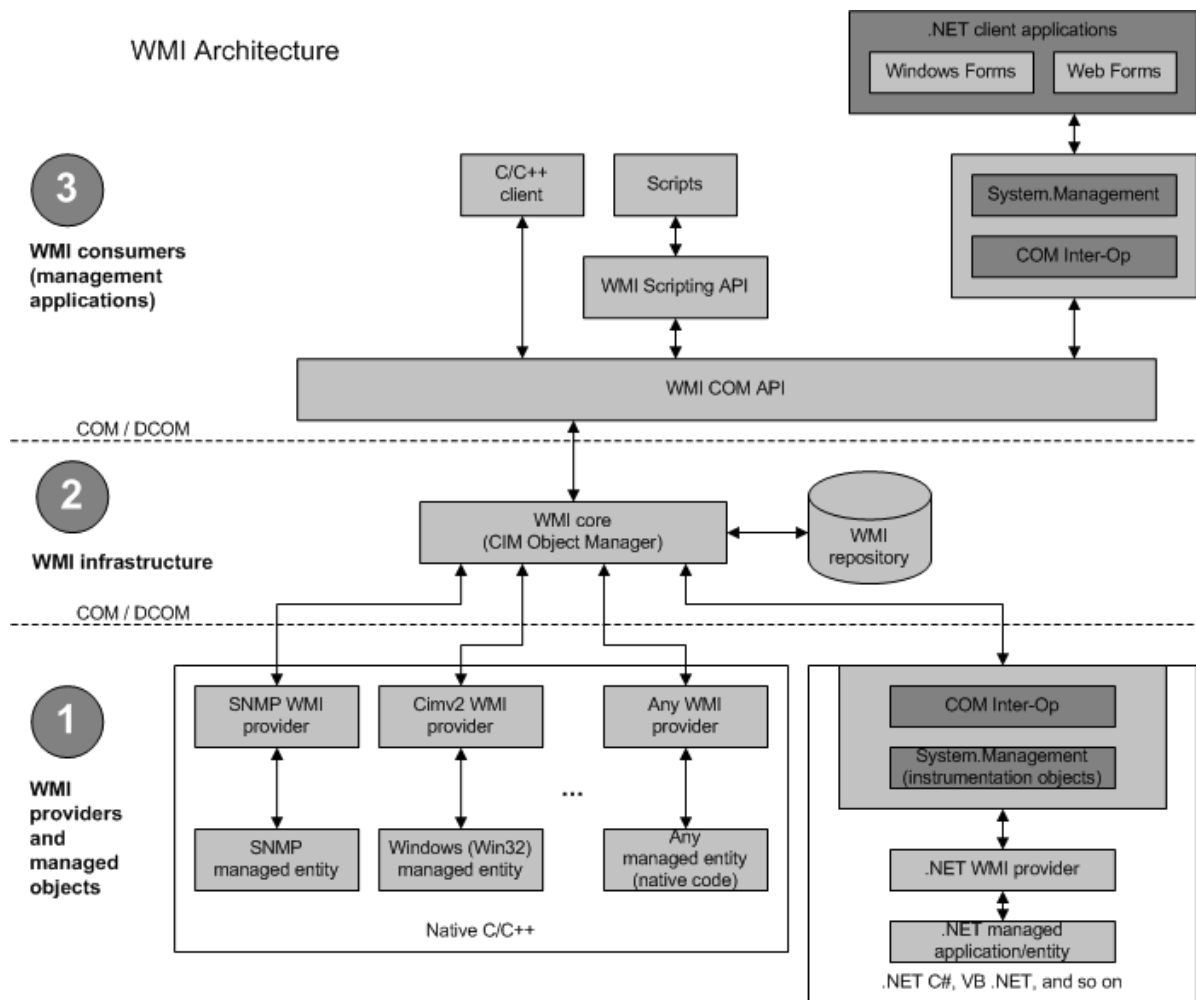 WMI Architecture
.NET client applications
Windows Forms
Web Forms
3
WMI consumers
(management
applications)
C/C++
client
Scripts
WMI Scripting API
System.Management
COM Inter-Op
WMI COM API
COM / DCOM
2
WMI infrastructure
WMI core
(CIM Object Manager)
WMI
repository
COM / DCOM
1
WMI
providers
and
managed
objects
SNMP WMI
provider
Cimv2 WMI
provider
Any WMI
provider
...
SNMP
managed entity
Windows (Win32)
managed entity
Any
managed entity
(native code)
Native C/C++
COM Inter-Op
System.Management
(instrumentation objects)
.NET WMI provider
.NET managed
application/entity
.NET C#, VB .NET, and so on